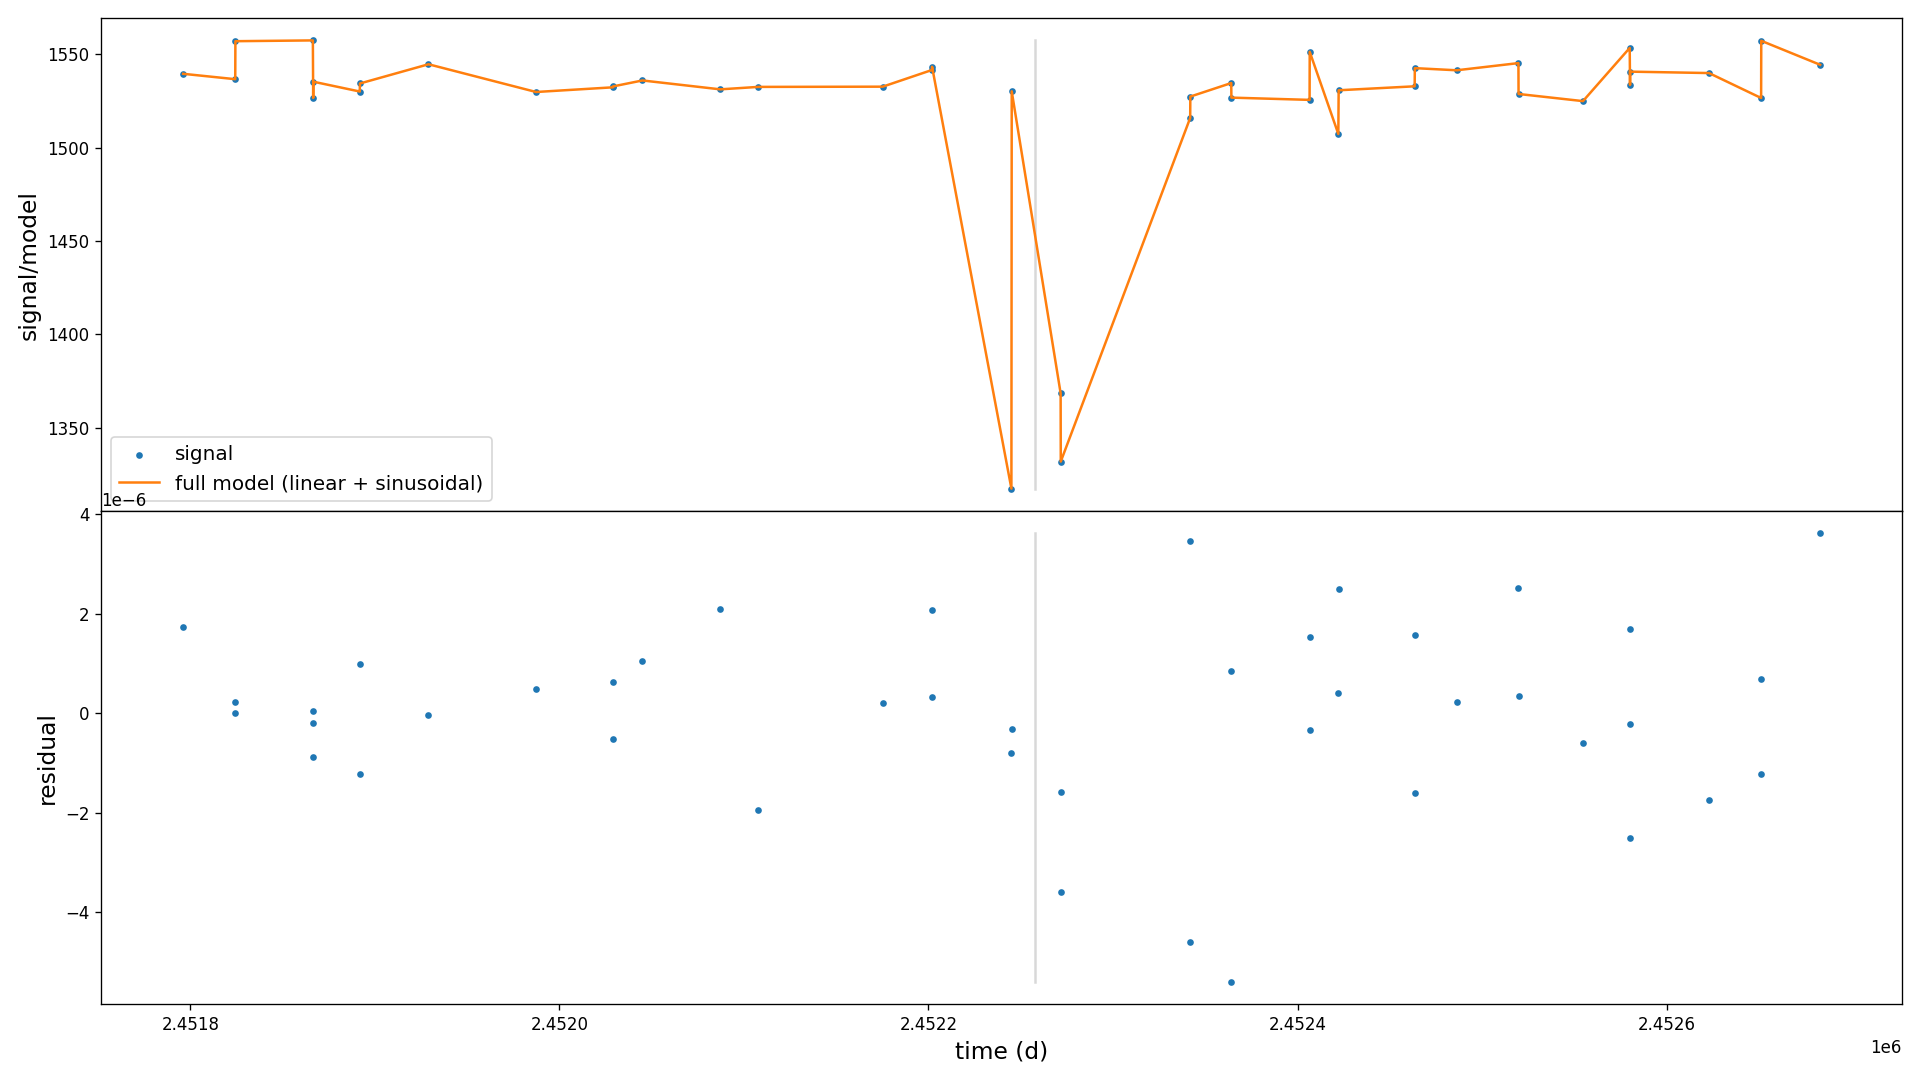 1550
1500
1450
1400
1350
signal/model
signal
full model (linear + sinusoidal)
1e−6
4
2
0
−2
−4
residual
2.4518
2.4520
2.4522
2.4524
2.4526
time (d)
1e6